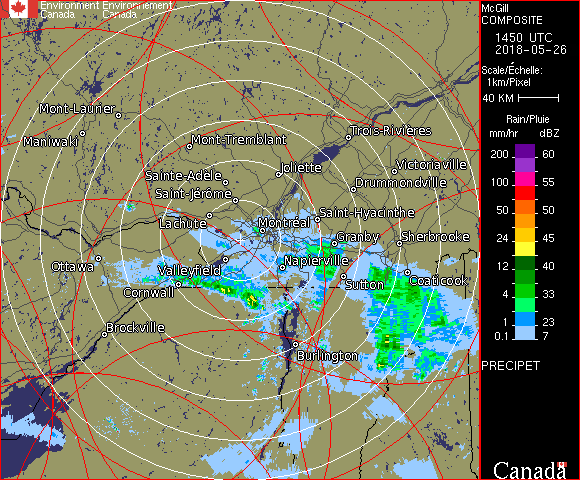 Environment Environnement
Canada Canada
McGill
COMPOSITE
1450 UTC
2018-05-26
Scale/Échelle:
1km/Pixel
40 KM
Rain/Pluie
mm/hr dBZ
200 60
100 55
50 50
24 45
12 40
4 33
1 23
0.1 7
PRECIPET
Canada
Mont-Laurier
Maniwaki
Mont-Tremblant
Trois-Rivières
Joliette
Victoriaville
Sainte-Adèle
Drummondville
Saint-Jérôme
Saint-Hyacinthe
Lachute
Montréal
Granby
Sherbrooke
Ottawa
Valleyfield
Napierville
Sutton
Coaticook
Cornwall
Brockville
Burlington